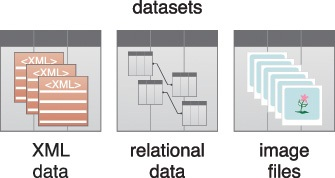 datasets
<XML>
<XML>
<XML>
XML relational image
data data files